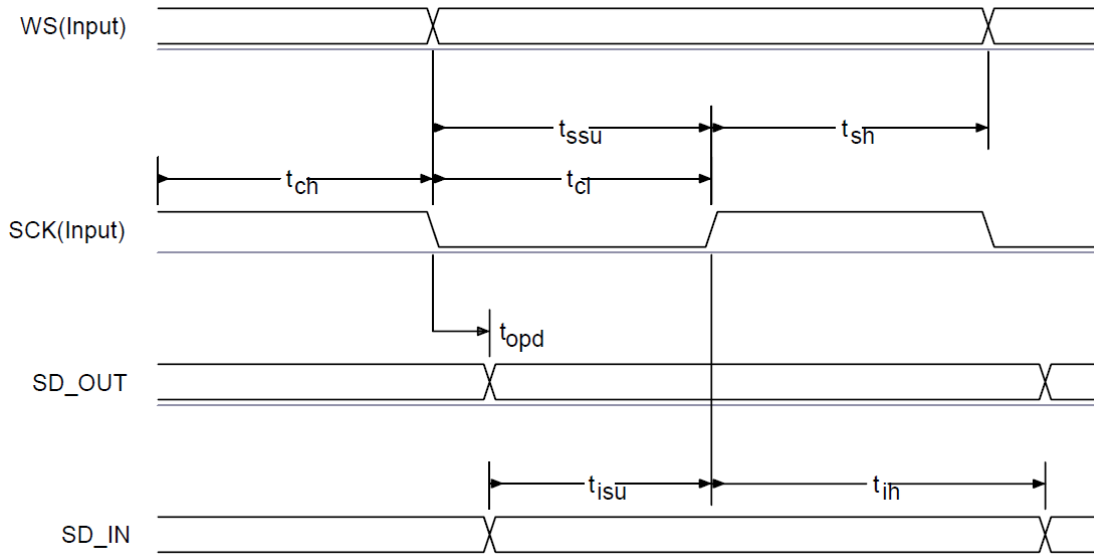 WS(Input)
tssu
tsh
tch
tcl
SCK(Input)
topd
SD_OUT
tisu
tih
SD_IN